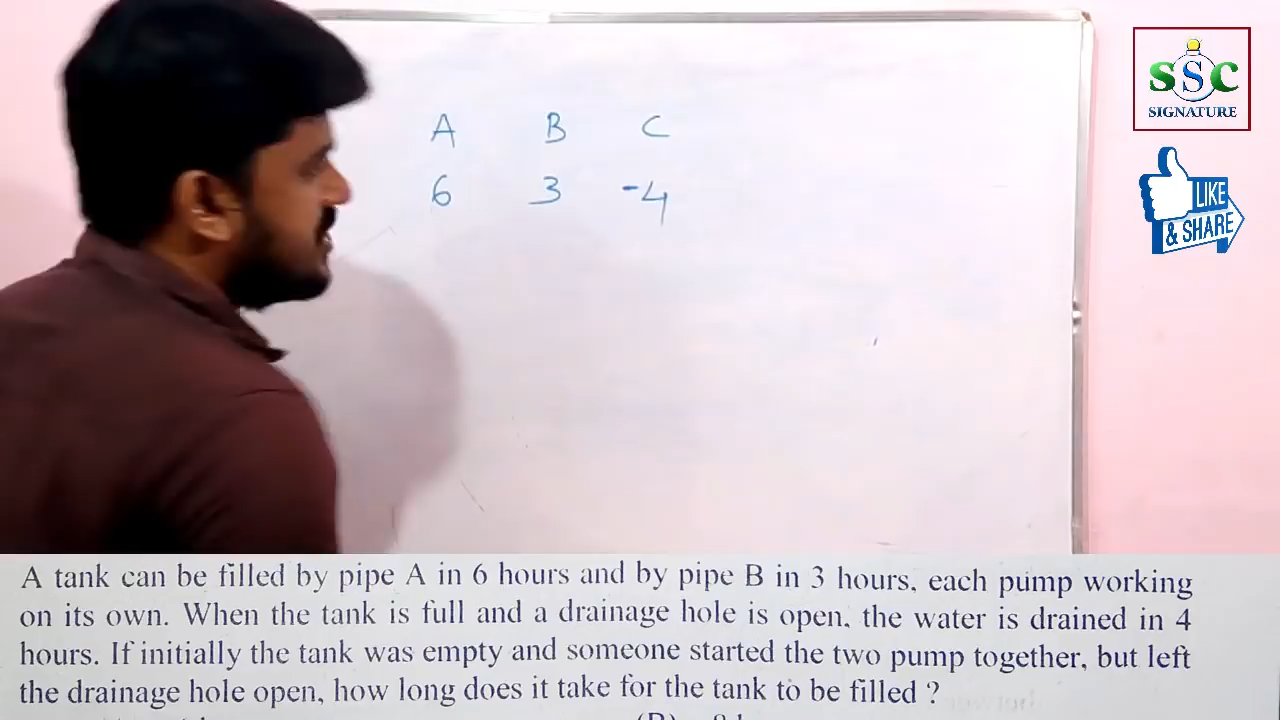 A B C
6 3 -4
SSC
SIGNATURE
LIKE
& SHARE
A tank can be filled by pipe A in 6 hours and by pipe B in 3 hours, each pump working
on its own. When the tank is full and a drainage hole is open, the water is drained in 4
hours. If initially the tank was empty and someone started the two pump together, but left
the drainage hole open, how long does it take for the tank to be filled ?